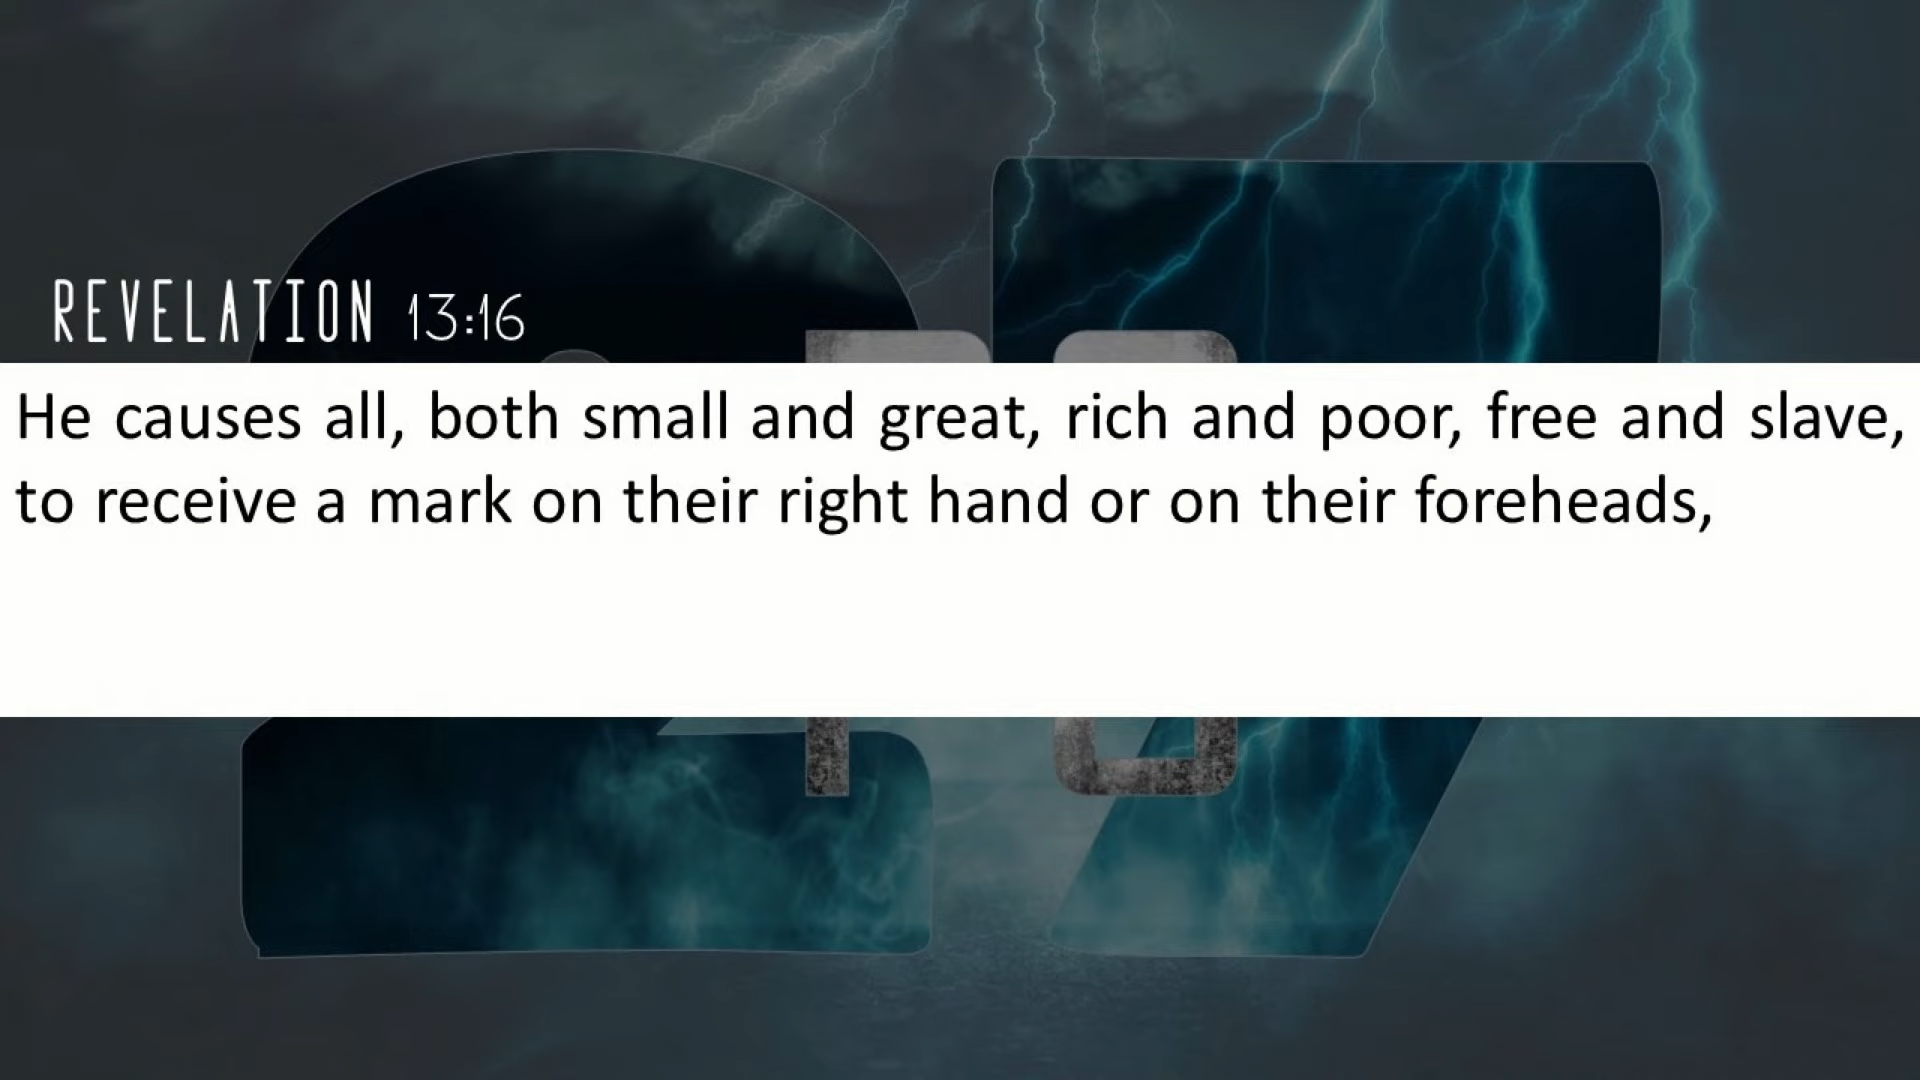 REVELATION 13:16
He causes all, both small and great, rich and poor, free and slave,
to receive a mark on their right hand or on their foreheads,